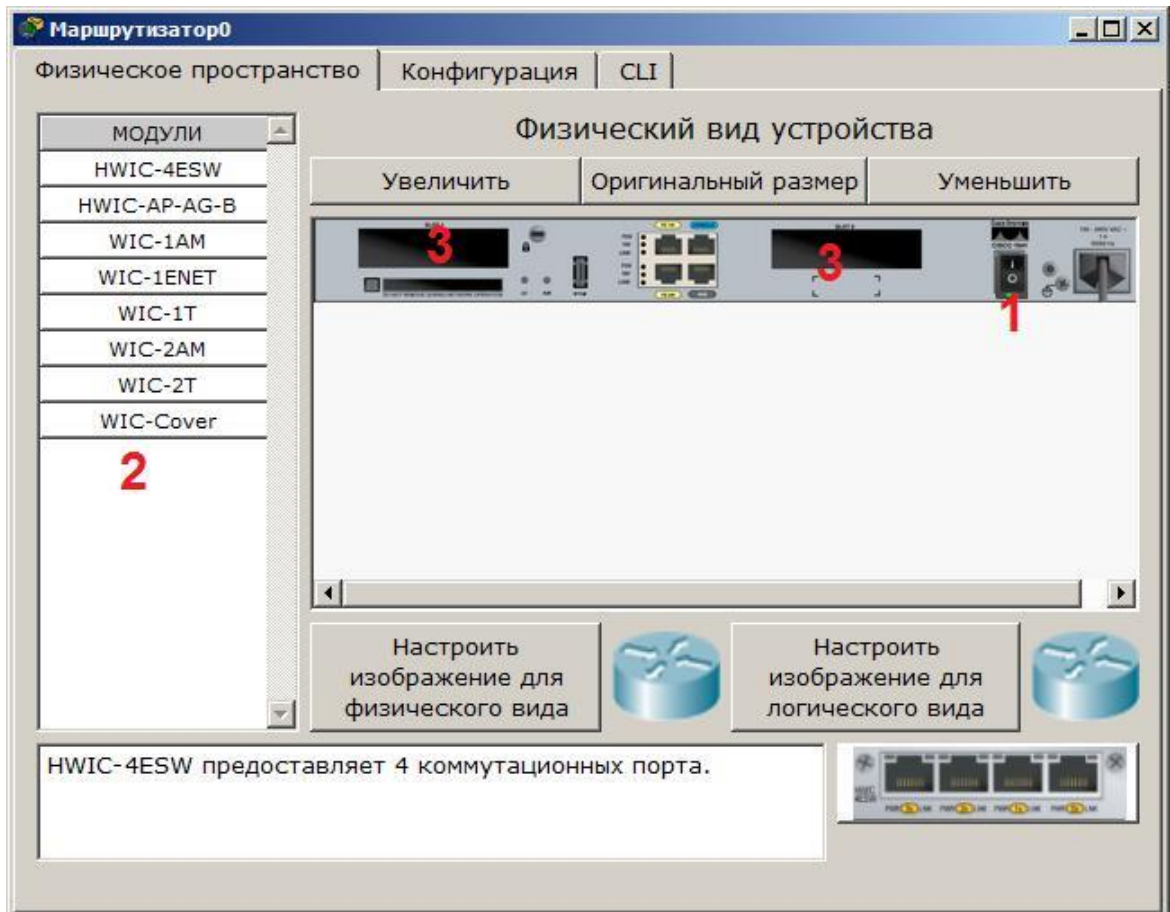 Маршрутизатор0
Физическое пространство
Конфигурация
CLI
МОДУЛИ
HWIC-4ESW
HWIC-AP-AG-B
WIC-1AM
WIC-1ENET
WIC-1T
WIC-2AM
WIC-2T
WIC-Cover
2
Физический вид устройства
Увеличить
Оригинальный размер
Уменьшить
3
3
1
Настроить
изображение для
физического вида
Настроить
изображение для
логического вида
HWIC-4ESW предоставляет 4 коммутационных порта.